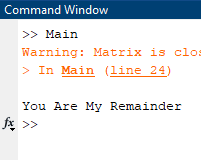 Command Window
>> Main
Warning: Matrix is clos
> In Main (line 24)
You Are My Remainder
fx >>